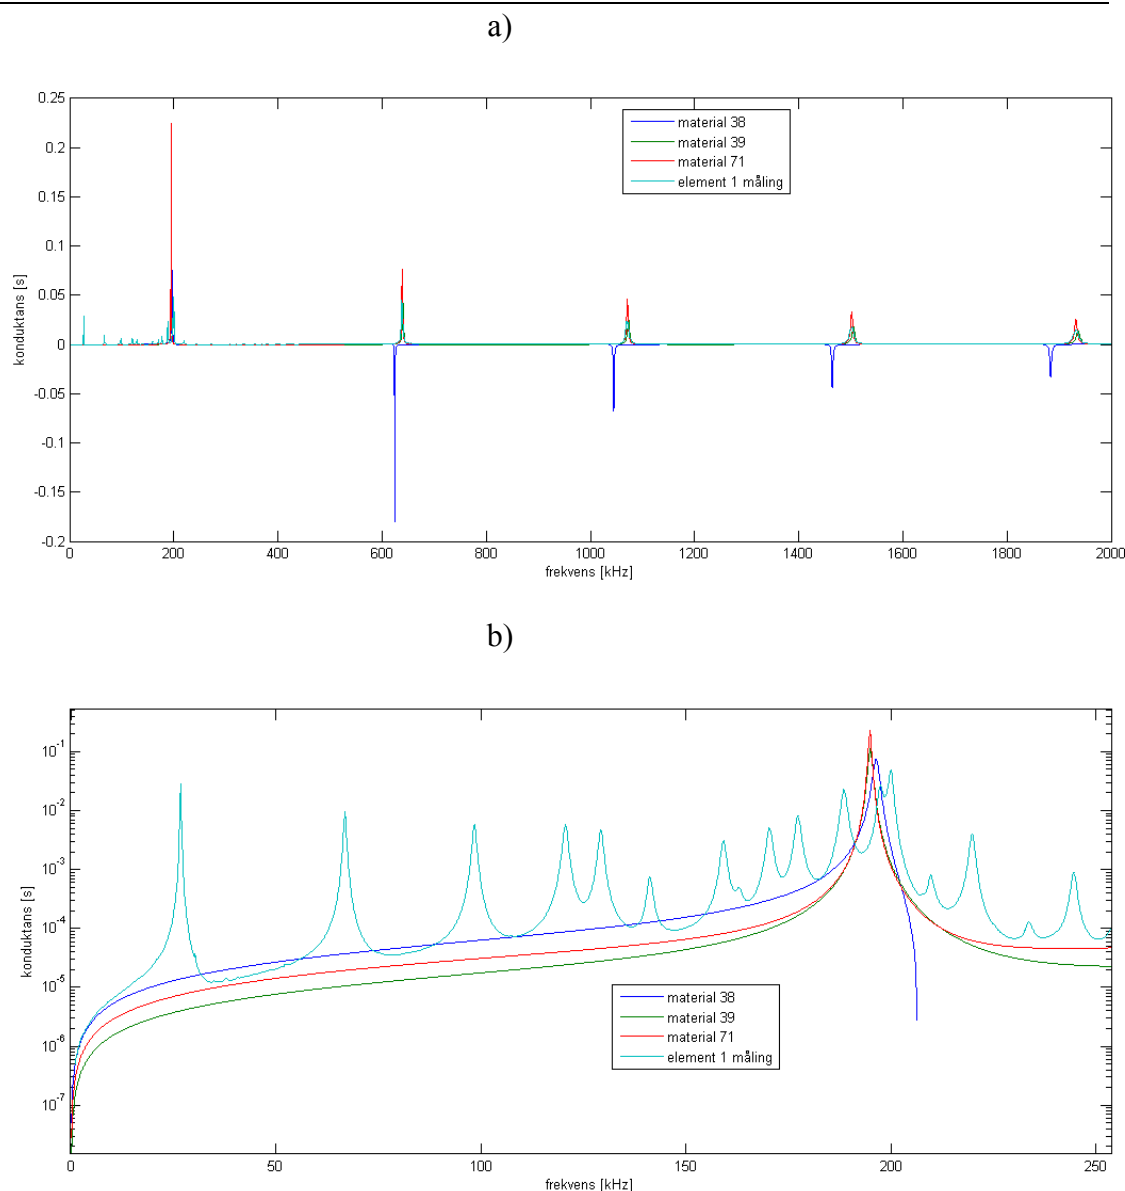 a)
0.25
0.2
0.15
0.1
0.05
0
-0.05
-0.1
-0.15
-0.2
konduktans [s]
material 38
material 39
material 71
element 1 måling
0 200 400 600 800 1000 1200 1400 1600 1800 2000
frekvens [kHz]
b)
10^-1
10^-2
10^-3
10^-4
10^-5
10^-6
10^-7
konduktans [s]
material 38
material 39
material 71
element 1 måling
0 50 100 150 200 250
frekvens [kHz]